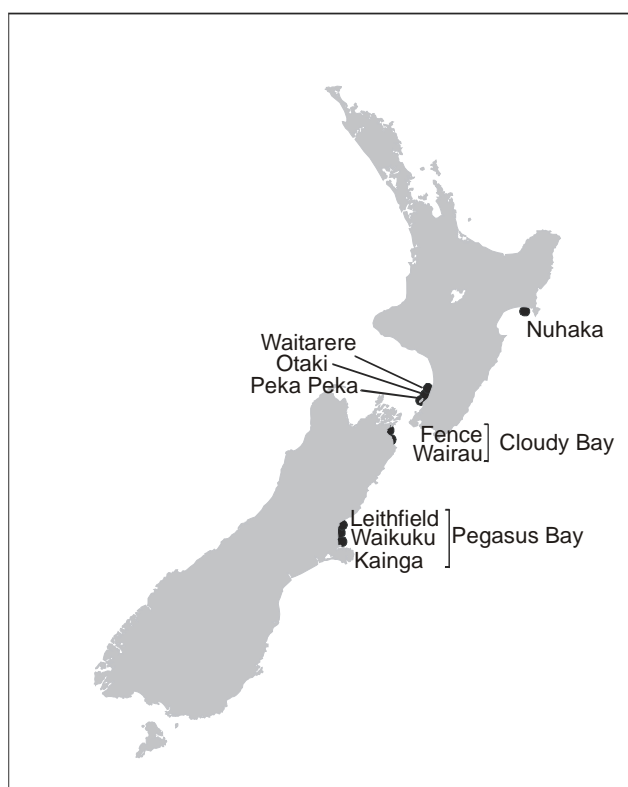 Nuhaka
Waitarere
Otaki
Peka Peka
Fence
Wairau
Cloudy Bay
Leithfield
Waikuku
Kainga
Pegasus Bay